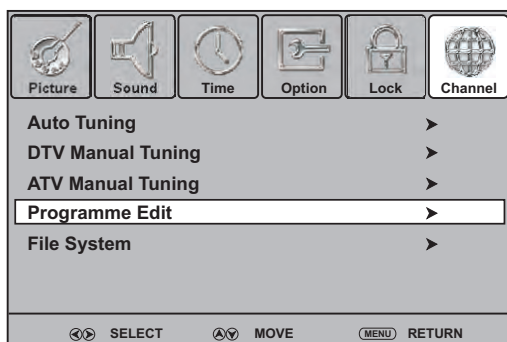 Picture Sound Time Option Lock Channel
Auto Tuning
DTV Manual Tuning
ATV Manual Tuning
Programme Edit
File System
SELECT MOVE MENU RETURN